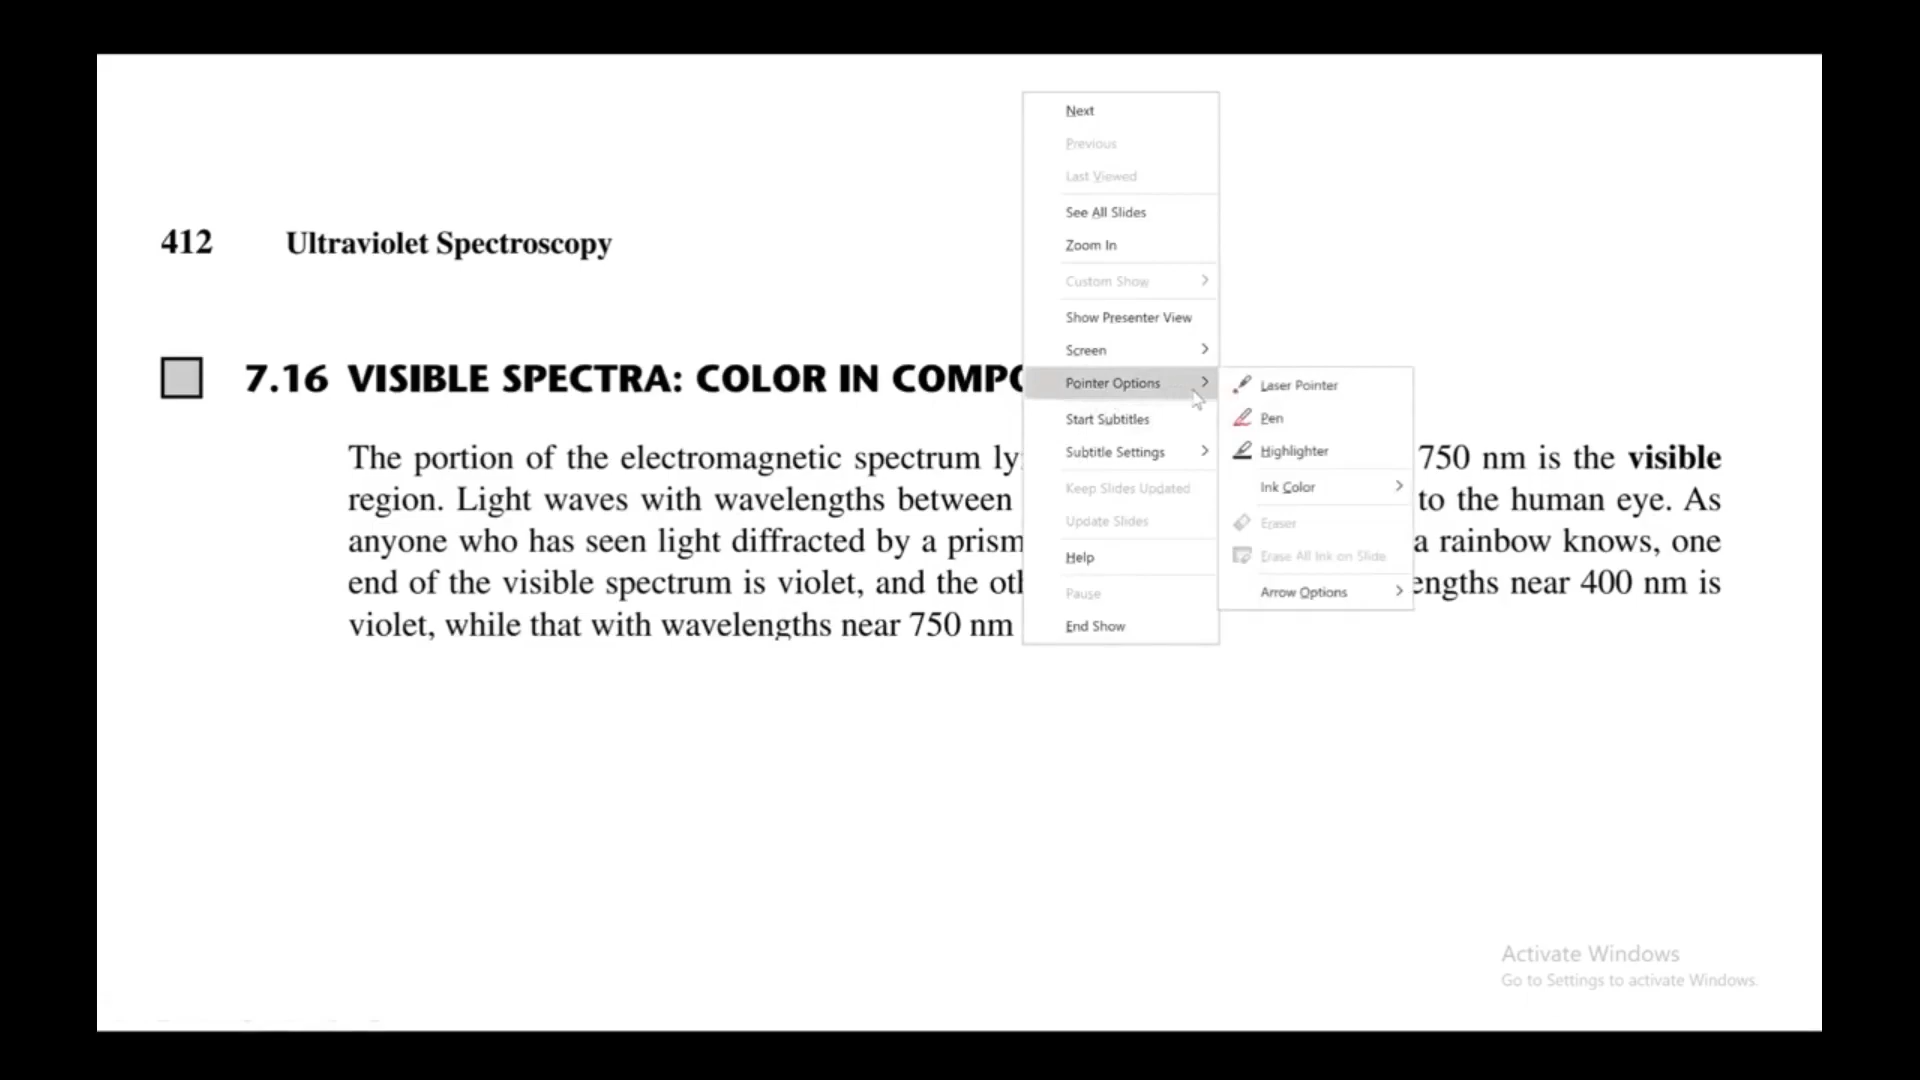 412 Ultraviolet Spectroscopy
7.16 VISIBLE SPECTRA: COLOR IN
The portion of the electromagnetic spectrum 750 nm is the visible
region. Light waves with wavelengths between to the human eye. As
anyone who has seen light diffracted by a prism a rainbow knows, one
end of the visible spectrum is violet, and the near 400 nm is
violet, while that with wavelengths near 750 nm
Next
Previous
Last Viewed
See All Slides
Zoom In
Custom Show
Show Presenter View
Screen
Pointer Options
Start Subtitles
Subtitle Settings
Keep Slides Updated
Update Slides
Help
Pause
End Show
Laser Pointer
Pen
Highlighter
Ink Color
Eraser
Erase All Ink on Slide
Arrow Options
Activate Windows
Go to Settings to activate Windows.